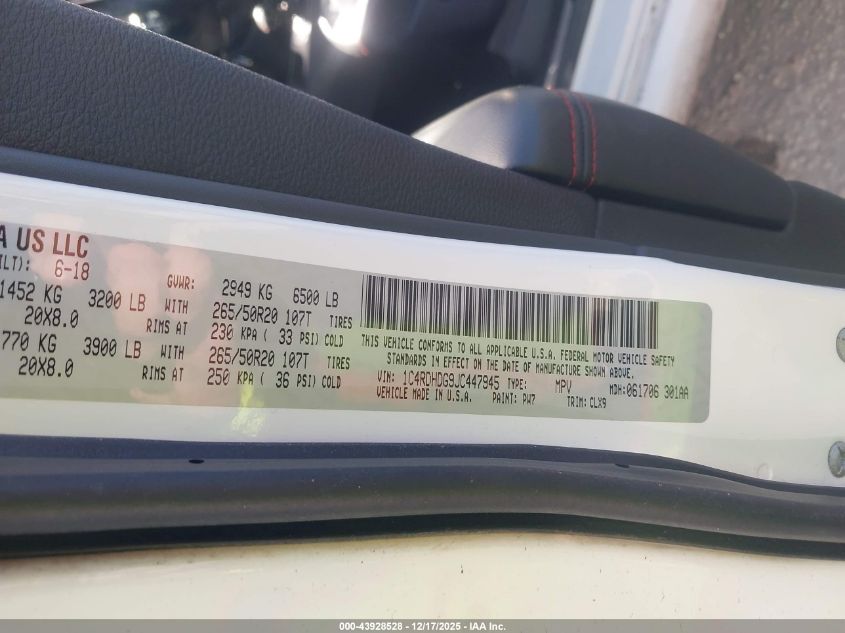 A US LLC
ILT): 6-18 GVWR: 2949 KG 6500 LB
1452 KG 3200 LB WITH 265/50R20 107T TIRES
20X8.0 RIMS AT 230 KPA ( 33 PSI) COLD
770 KG 3900 LB WITH 265/50R20 107T TIRES
20X8.0 RIMS AT 250 KPA ( 36 PSI) COLD
THIS VEHICLE CONFORMS TO ALL APPLICABLE U.S.A. FEDERAL MOTOR VEHICLE SAFETY
STANDARDS IN EFFECT ON THE DATE OF MANUFACTURE SHOWN ABOVE.
VIN: 1C4RDHDG9JC447945 TYPE: MPV MDH:061706 301AA
VEHICLE MADE IN U.S.A. PAINT: PW7 TRIM: CLX9
000-43928528 - 12/17/2025 - IAA Inc.